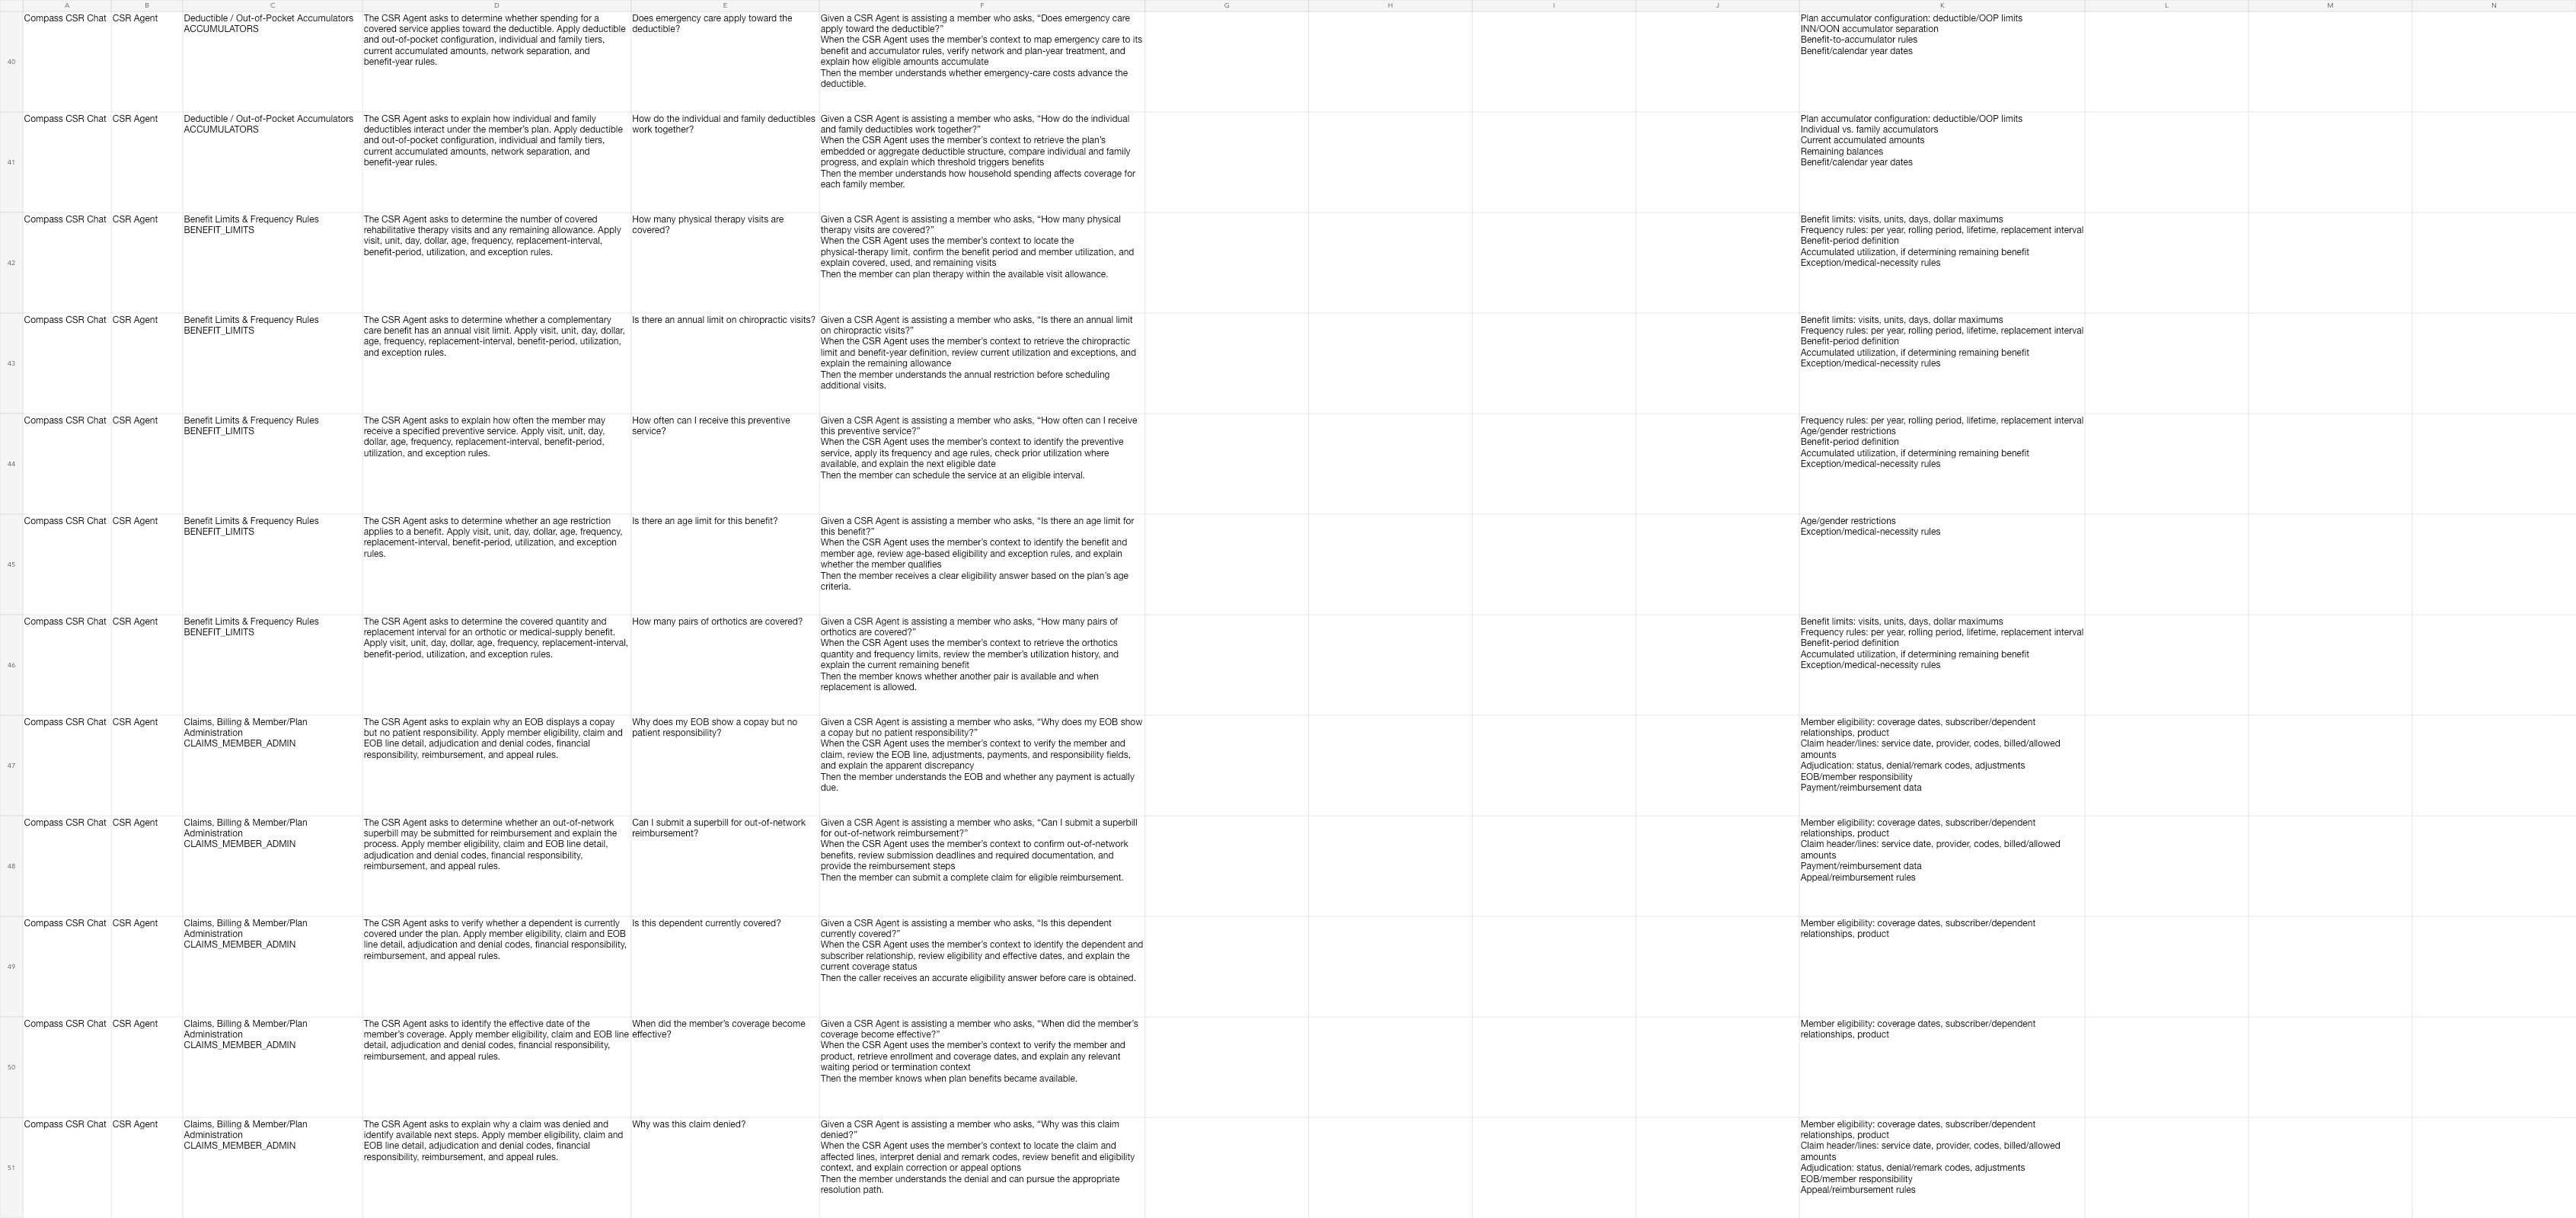 A B C D E F G H I J K L M N
40
Compass CSR Chat
CSR Agent
Deductible / Out-of-Pocket Accumulators
ACCUMULATORS
The CSR Agent asks to determine whether spending for a
covered service applies toward the deductible. Apply deductible
and out-of-pocket configuration, individual and family tiers,
current accumulated amounts, network separation, and
benefit-year rules.
Does emergency care apply toward the
deductible?
Given a CSR Agent is assisting a member who asks, “Does emergency care
apply toward the deductible?”
When the CSR Agent uses the member’s context to map emergency care to its
benefit and accumulator rules, verify network and plan-year treatment, and
explain how eligible amounts accumulate
Then the member understands whether emergency-care costs advance the
deductible.
Plan accumulator configuration: deductible/OOP limits
INN/OON accumulator separation
Benefit-to-accumulator rules
Benefit/calendar year dates
41
Compass CSR Chat
CSR Agent
Deductible / Out-of-Pocket Accumulators
ACCUMULATORS
The CSR Agent asks to explain how individual and family
deductibles interact under the member’s plan. Apply deductible
and out-of-pocket configuration, individual and family tiers,
current accumulated amounts, network separation, and
benefit-year rules.
How do the individual and family deductibles
work together?
Given a CSR Agent is assisting a member who asks, “How do the individual
and family deductibles work together?”
When the CSR Agent uses the member’s context to retrieve the plan’s
embedded or aggregate deductible structure, compare individual and family
progress, and explain which threshold triggers benefits
Then the member understands how household spending affects coverage for
each family member.
Plan accumulator configuration: deductible/OOP limits
Individual vs. family accumulators
Current accumulated amounts
Remaining balances
Benefit/calendar year dates
42
Compass CSR Chat
CSR Agent
Benefit Limits & Frequency Rules
BENEFIT_LIMITS
The CSR Agent asks to determine the number of covered
rehabilitative therapy visits and any remaining allowance. Apply
visit, unit, day, dollar, age, frequency, replacement-interval,
benefit-period, utilization, and exception rules.
How many physical therapy visits are
covered?
Given a CSR Agent is assisting a member who asks, “How many physical
therapy visits are covered?”
When the CSR Agent uses the member’s context to locate the
physical-therapy limit, confirm the benefit period and member utilization, and
explain covered, used, and remaining visits
Then the member can plan therapy within the available visit allowance.
Benefit limits: visits, units, days, dollar maximums
Frequency rules: per year, rolling period, lifetime, replacement interval
Benefit-period definition
Accumulated utilization, if determining remaining benefit
Exception/medical-necessity rules
43
Compass CSR Chat
CSR Agent
Benefit Limits & Frequency Rules
BENEFIT_LIMITS
The CSR Agent asks to determine whether a complementary
care benefit has an annual visit limit. Apply visit, unit, day, dollar,
age, frequency, replacement-interval, benefit-period, utilization,
and exception rules.
Is there an annual limit on chiropractic visits?
Given a CSR Agent is assisting a member who asks, “Is there an annual limit
on chiropractic visits?”
When the CSR Agent uses the member’s context to retrieve the chiropractic
limit and benefit-year definition, review current utilization and exceptions, and
explain the remaining allowance
Then the member understands the annual restriction before scheduling
additional visits.
Benefit limits: visits, units, days, dollar maximums
Frequency rules: per year, rolling period, lifetime, replacement interval
Benefit-period definition
Accumulated utilization, if determining remaining benefit
Exception/medical-necessity rules
44
Compass CSR Chat
CSR Agent
Benefit Limits & Frequency Rules
BENEFIT_LIMITS
The CSR Agent asks to explain how often the member may
receive a specified preventive service. Apply visit, unit, day,
dollar, age, frequency, replacement-interval, benefit-period,
utilization, and exception rules.
How often can I receive this preventive
service?
Given a CSR Agent is assisting a member who asks, “How often can I receive
this preventive service?”
When the CSR Agent uses the member’s context to identify the preventive
service, apply its frequency and age rules, check prior utilization where
available, and explain the next eligible date
Then the member can schedule the service at an eligible interval.
Frequency rules: per year, rolling period, lifetime, replacement interval
Age/gender restrictions
Benefit-period definition
Accumulated utilization, if determining remaining benefit
Exception/medical-necessity rules
45
Compass CSR Chat
CSR Agent
Benefit Limits & Frequency Rules
BENEFIT_LIMITS
The CSR Agent asks to determine whether an age restriction
applies to a benefit. Apply visit, unit, day, dollar, age, frequency,
replacement-interval, benefit-period, utilization, and exception
rules.
Is there an age limit for this benefit?
Given a CSR Agent is assisting a member who asks, “Is there an age limit for
this benefit?”
When the CSR Agent uses the member’s context to identify the benefit and
member age, review age-based eligibility and exception rules, and explain
whether the member qualifies
Then the member receives a clear eligibility answer based on the plan’s age
criteria.
Age/gender restrictions
Exception/medical-necessity rules
46
Compass CSR Chat
CSR Agent
Benefit Limits & Frequency Rules
BENEFIT_LIMITS
The CSR Agent asks to determine the covered quantity and
replacement interval for an orthotic or medical-supply benefit.
Apply visit, unit, day, dollar, age, frequency, replacement-interval,
benefit-period, utilization, and exception rules.
How many pairs of orthotics are covered?
Given a CSR Agent is assisting a member who asks, “How many pairs of
orthotics are covered?”
When the CSR Agent uses the member’s context to retrieve the orthotics
quantity and frequency limits, review the member’s utilization history, and
explain the current remaining benefit
Then the member knows whether another pair is available and when
replacement is allowed.
Benefit limits: visits, units, days, dollar maximums
Frequency rules: per year, rolling period, lifetime, replacement interval
Benefit-period definition
Accumulated utilization, if determining remaining benefit
Exception/medical-necessity rules
47
Compass CSR Chat
CSR Agent
Claims, Billing & Member/Plan
Administration
CLAIMS_MEMBER_ADMIN
The CSR Agent asks to explain why an EOB displays a copay
but no patient responsibility. Apply member eligibility, claim and
EOB line detail, adjudication and denial codes, financial
responsibility, reimbursement, and appeal rules.
Why does my EOB show a copay but no
patient responsibility?
Given a CSR Agent is assisting a member who asks, “Why does my EOB show
a copay but no patient responsibility?”
When the CSR Agent uses the member’s context to verify the member and
claim, review the EOB line, adjustments, payments, and responsibility fields,
and explain the apparent discrepancy
Then the member understands the EOB and whether any payment is actually
due.
Member eligibility: coverage dates, subscriber/dependent
relationships, product
Claim header/lines: service date, provider, codes, billed/allowed
amounts
Adjudication: status, denial/remark codes, adjustments
EOB/member responsibility
Payment/reimbursement data
48
Compass CSR Chat
CSR Agent
Claims, Billing & Member/Plan
Administration
CLAIMS_MEMBER_ADMIN
The CSR Agent asks to determine whether an out-of-network
superbill may be submitted for reimbursement and explain the
process. Apply member eligibility, claim and EOB line detail,
adjudication and denial codes, financial responsibility,
reimbursement, and appeal rules.
Can I submit a superbill for out-of-network
reimbursement?
Given a CSR Agent is assisting a member who asks, “Can I submit a superbill
for out-of-network reimbursement?”
When the CSR Agent uses the member’s context to confirm out-of-network
benefits, review submission deadlines and required documentation, and
provide the reimbursement steps
Then the member can submit a complete claim for eligible reimbursement.
Member eligibility: coverage dates, subscriber/dependent
relationships, product
Claim header/lines: service date, provider, codes, billed/allowed
amounts
Payment/reimbursement data
Appeal/reimbursement rules
49
Compass CSR Chat
CSR Agent
Claims, Billing & Member/Plan
Administration
CLAIMS_MEMBER_ADMIN
The CSR Agent asks to verify whether a dependent is currently
covered under the plan. Apply member eligibility, claim and EOB
line detail, adjudication and denial codes, financial responsibility,
reimbursement, and appeal rules.
Is this dependent currently covered?
Given a CSR Agent is assisting a member who asks, “Is this dependent
currently covered?”
When the CSR Agent uses the member’s context to identify the dependent and
subscriber relationship, review eligibility and effective dates, and explain the
current coverage status
Then the caller receives an accurate eligibility answer before care is obtained.
Member eligibility: coverage dates, subscriber/dependent
relationships, product
50
Compass CSR Chat
CSR Agent
Claims, Billing & Member/Plan
Administration
CLAIMS_MEMBER_ADMIN
The CSR Agent asks to identify the effective date of the
member’s coverage. Apply member eligibility, claim and EOB line
detail, adjudication and denial codes, financial responsibility,
reimbursement, and appeal rules.
When did the member’s coverage become
effective?
Given a CSR Agent is assisting a member who asks, “When did the member’s
coverage become effective?”
When the CSR Agent uses the member’s context to verify the member and
product, retrieve enrollment and coverage dates, and explain any relevant
waiting period or termination context
Then the member knows when plan benefits became available.
Member eligibility: coverage dates, subscriber/dependent
relationships, product
51
Compass CSR Chat
CSR Agent
Claims, Billing & Member/Plan
Administration
CLAIMS_MEMBER_ADMIN
The CSR Agent asks to explain why a claim was denied and
identify available next steps. Apply member eligibility, claim and
EOB line detail, adjudication and denial codes, financial
responsibility, reimbursement, and appeal rules.
Why was this claim denied?
Given a CSR Agent is assisting a member who asks, “Why was this claim
denied?”
When the CSR Agent uses the member’s context to locate the claim and
affected lines, interpret denial and remark codes, review benefit and eligibility
context, and explain correction or appeal options
Then the member understands the denial and can pursue the appropriate
resolution path.
Member eligibility: coverage dates, subscriber/dependent
relationships, product
Claim header/lines: service date, provider, codes, billed/allowed
amounts
Adjudication: status, denial/remark codes, adjustments
EOB/member responsibility
Appeal/reimbursement rules